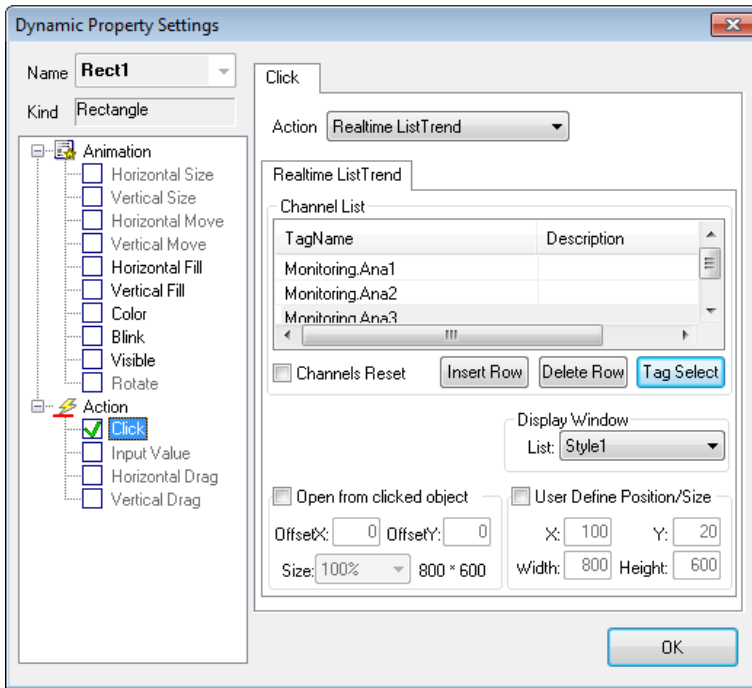 Dynamic Property Settings
Name Rect1
Kind Rectangle
Animation
Horizontal Size
Vertical Size
Horizontal Move
Vertical Move
Horizontal Fill
Vertical Fill
Color
Blink
Visible
Rotate
Action
Click
Input Value
Horizontal Drag
Vertical Drag
Click
Action Realtime ListTrend
Realtime ListTrend
Channel List
TagName Description
Monitoring.Ana1
Monitoring.Ana2
Monitoring.Ana3
Channels Reset Insert Row Delete Row Tag Select
Display Window
List: Style1
Open from clicked object
OffsetX: 0 OffsetY: 0
Size: 100% 800 * 600
User Define Position/Size
X: 100 Y: 20
Width: 800 Height: 600
OK